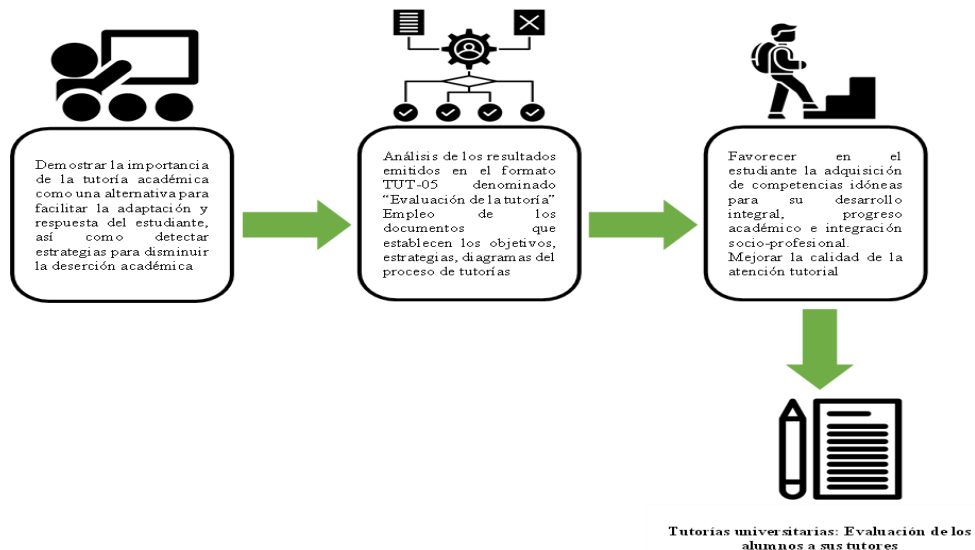 Demostrar la importancia
de la tutoría académica
como una alternativa para
facilitar la adaptación y
respuesta del estudiante,
así como detectar
estrategias para disminuir
la deserción académica
Análisis de los resultados
emitidos en el formato
TUT-05 denominado
“Evaluación de la tutoría”
Empleo de los
documentos que
establecen los objetivos,
estrategias, diagramas del
proceso de tutorías
Favorecer en el
estudiante la adquisición
de competencias idóneas
para su desarrollo
integral, progreso
académico e integración
socio-profesional.
Mejorar la calidad de la
atención tutorial
Tutorías universitarias: Evaluación de los
alumnos a sus tutores